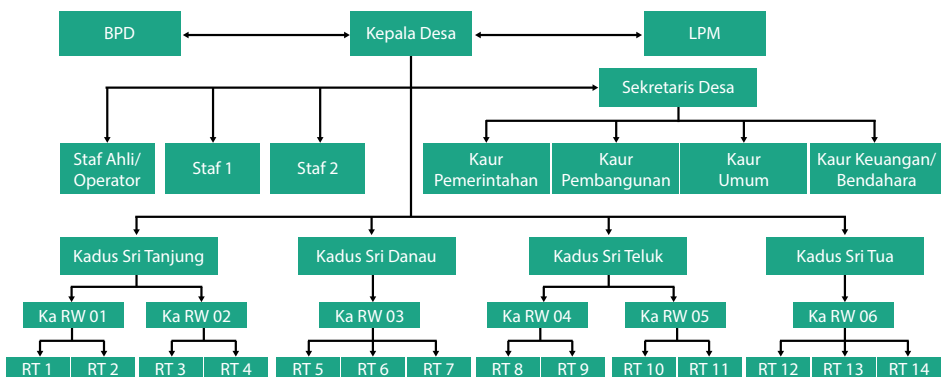 BPD
Kepala Desa
LPM
Sekretaris Desa
Staf Ahli/
Operator
Staf 1
Staf 2
Kaur
Pemerintahan
Kaur
Pembangunan
Kaur
Umum
Kaur Keuangan/
Bendahara
Kadus Sri Tanjung
Kadus Sri Danau
Kadus Sri Teluk
Kadus Sri Tua
Ka RW 01
Ka RW 02
Ka RW 03
Ka RW 04
Ka RW 05
Ka RW 06
RT 1
RT 2
RT 3
RT 4
RT 5
RT 6
RT 7
RT 8
RT 9
RT 10
RT 11
RT 12
RT 13
RT 14